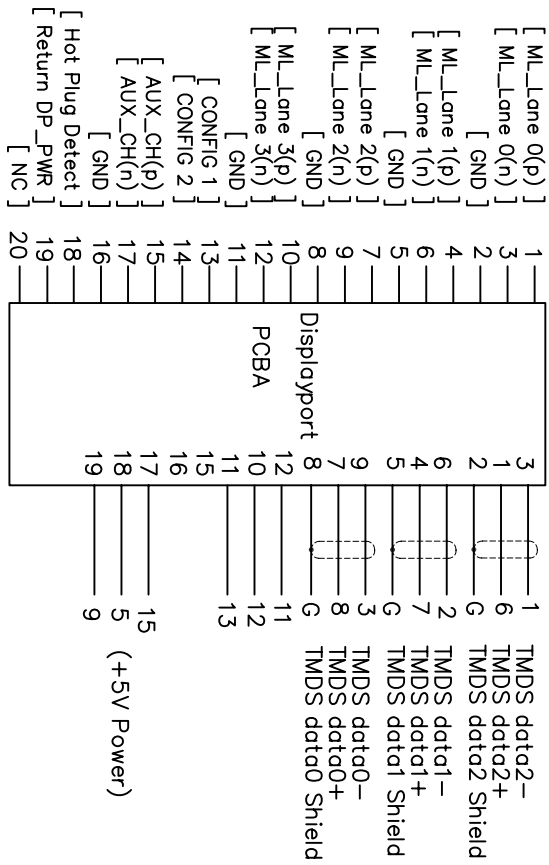 [ ML_Lane 0(p) ] 1 3 1 TMDS data2-
[ ML_Lane 0(n) ] 3 1 6 TMDS data2+
[ GND ] 2 2 G TMDS data2 Shield
[ ML_Lane 1(p) ] 4 6 2 TMDS data1-
[ ML_Lane 1(n) ] 6 4 7 TMDS data1+
[ GND ] 5 5 G TMDS data1 Shield
[ ML_Lane 2(p) ] 7 9 3 TMDS data0-
[ ML_Lane 2(n) ] 9 7 8 TMDS data0+
[ GND ] 8 Displayport 8 G TMDS data0 Shield
[ ML_Lane 3(p) ] 10 12 11
[ ML_Lane 3(n) ] 12 PCBA 10 12
[ GND ] 11 11 13
[ CONFIG 1 ] 13 15
[ CONFIG 2 ] 14 16
[ AUX_CH(p) ] 15 17 15
[ AUX_CH(n) ] 17 18 5 (+5V Power)
[ GND ] 16 19 9
[ Hot Plug Detect ] 18
[ Return DP_PWR ] 19
[ NC ] 20